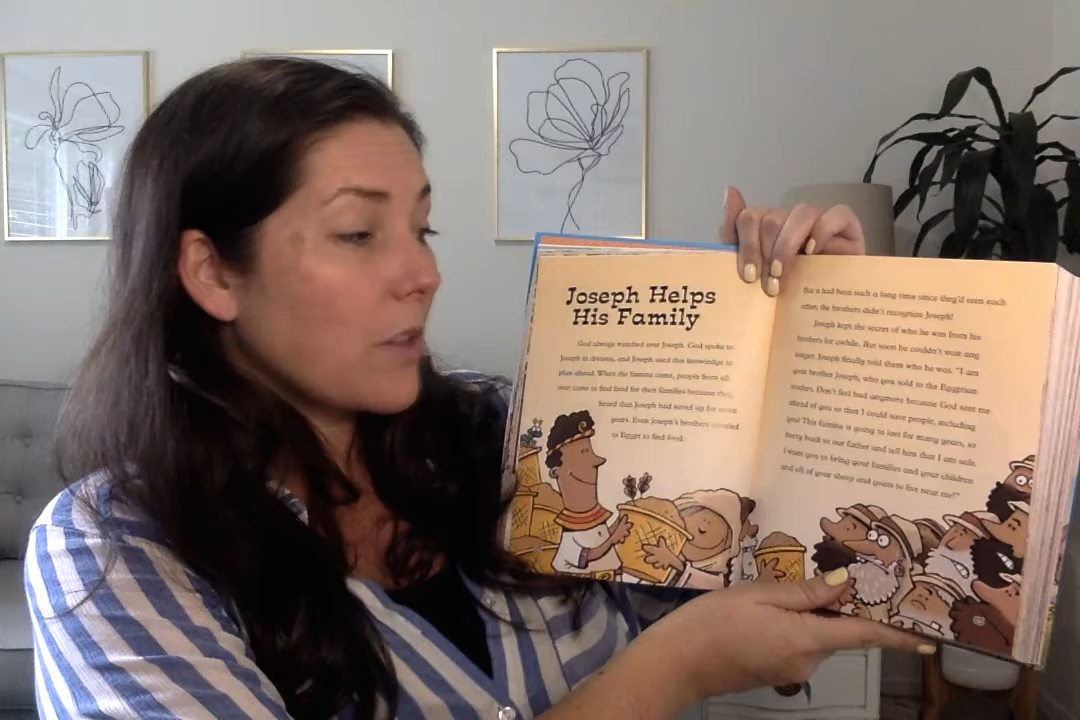 Joseph Helps
His Family
God always watched over Joseph. God spoke to
Joseph in dreams, and Joseph used this knowledge to
plan ahead. When the famine came, people from all
over came to find food for their families because they
heard that Joseph had saved up for seven
years. Even Joseph's brothers traveled
to Egypt to find food.
But it had been such a long time since they'd seen each
other, the brothers didn't recognize Joseph!
Joseph kept the secret of who he was from his
brothers for awhile. But soon he couldn't wait any
longer. Joseph finally told them who he was. "I am
your brother Joseph, who you sold to the Egyptian
traders. Don't feel bad anymore because God sent me
ahead of you so that I could save people, including
you! This famine is going to last for many years, so
hurry back to our father and tell him that I am safe.
I want you to bring your families and your children
and all of your sheep and goats to live near me!"